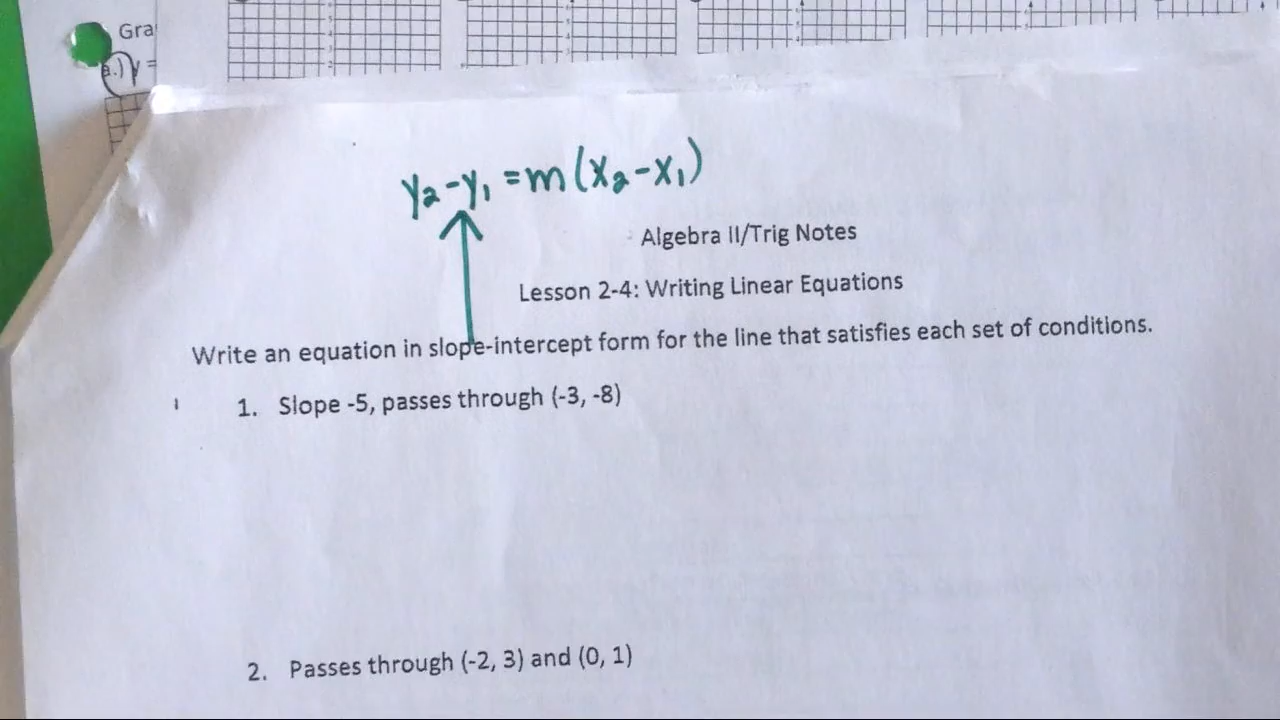 Gra
a.) y =
y₂-y₁ = m(x₂-x₁)
Algebra II/Trig Notes
Lesson 2-4: Writing Linear Equations
Write an equation in slope-intercept form for the line that satisfies each set of conditions.
1. Slope -5, passes through (-3, -8)
2. Passes through (-2, 3) and (0, 1)